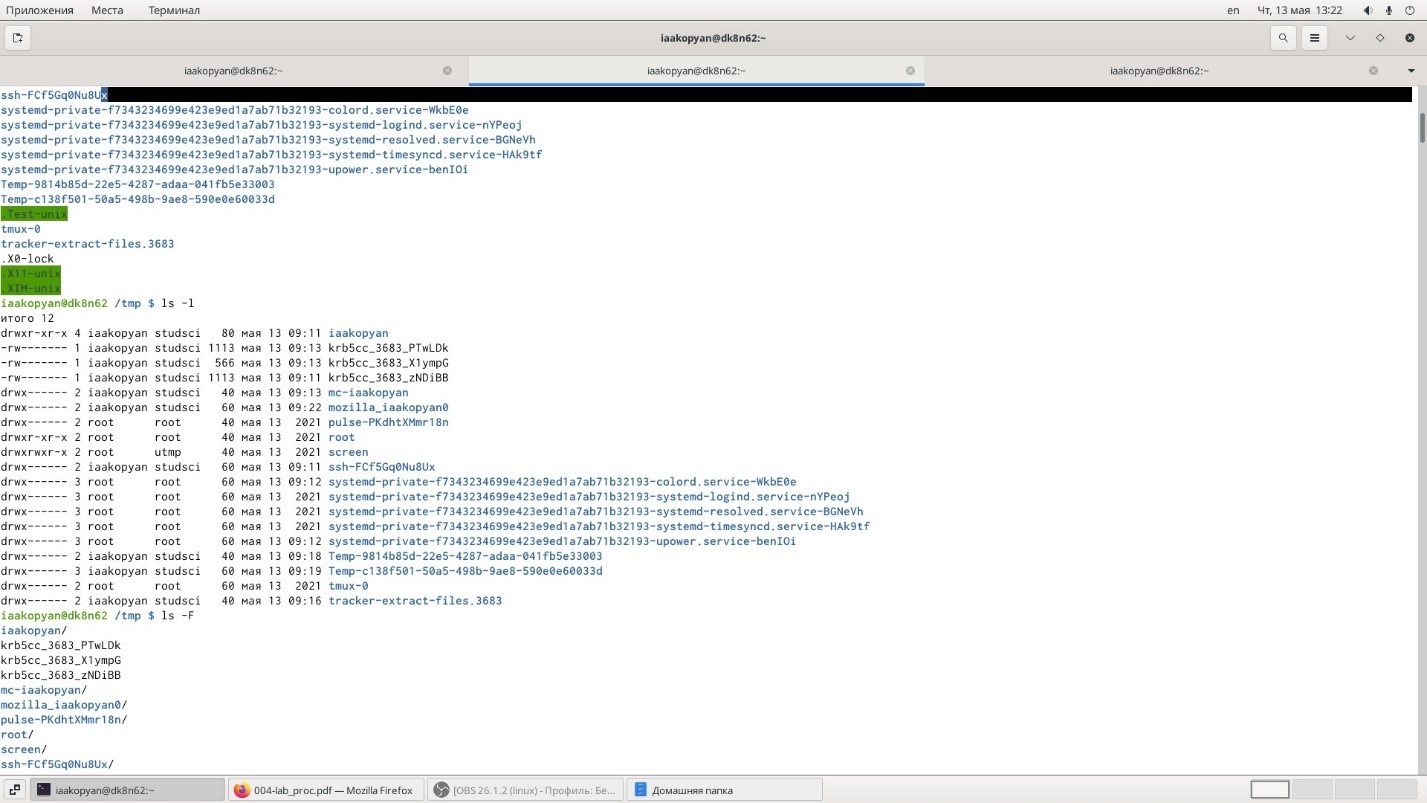 Приложения Места Терминал en Чт, 13 мая 13:22
iaakopyan@dk8n62:~
iaakopyan@dk8n62:~ iaakopyan@dk8n62:~ iaakopyan@dk8n62:~
ssh-FCf5Gq0Nu8Ux
systemd-private-f7343234699e423e9ed1a7ab71b32193-colord.service-WkbE0e
systemd-private-f7343234699e423e9ed1a7ab71b32193-systemd-logind.service-nYPeoj
systemd-private-f7343234699e423e9ed1a7ab71b32193-systemd-resolved.service-BGNeVh
systemd-private-f7343234699e423e9ed1a7ab71b32193-systemd-timesyncd.service-HAk9tf
systemd-private-f7343234699e423e9ed1a7ab71b32193-upower.service-benIOi
Temp-9814b85d-22e5-4287-adaa-041fb5e33003
Temp-c138f501-50a5-498b-9ae8-590e0e60033d
.Test-unix
tmux-0
tracker-extract-files.3683
.X0-lock
.X11-unix
.XIM-unix
iaakopyan@dk8n62 /tmp $ ls -l
итого 12
drwxr-xr-x 4 iaakopyan studsci   80 мая 13 09:11 iaakopyan
-rw------- 1 iaakopyan studsci 1113 мая 13 09:13 krb5cc_3683_PTwLDk
-rw------- 1 iaakopyan studsci  566 мая 13 09:13 krb5cc_3683_X1ympG
-rw------- 1 iaakopyan studsci 1113 мая 13 09:11 krb5cc_3683_zNDiBB
drwx------ 2 iaakopyan studsci   40 мая 13 09:13 mc-iaakopyan
drwx------ 2 iaakopyan studsci   60 мая 13 09:22 mozilla_iaakopyan0
drwx------ 2 root      root      40 мая 13  2021 pulse-PKdhtXMmr18n
drwxr-xr-x 2 root      root      40 мая 13  2021 root
drwxrwxr-x 2 root      utmp      40 мая 13  2021 screen
drwx------ 2 iaakopyan studsci   60 мая 13 09:11 ssh-FCf5Gq0Nu8Ux
drwx------ 3 root      root      60 мая 13 09:12 systemd-private-f7343234699e423e9ed1a7ab71b32193-colord.service-WkbE0e
drwx------ 3 root      root      60 мая 13  2021 systemd-private-f7343234699e423e9ed1a7ab71b32193-systemd-logind.service-nYPeoj
drwx------ 3 root      root      60 мая 13  2021 systemd-private-f7343234699e423e9ed1a7ab71b32193-systemd-resolved.service-BGNeVh
drwx------ 3 root      root      60 мая 13  2021 systemd-private-f7343234699e423e9ed1a7ab71b32193-systemd-timesyncd.service-HAk9tf
drwx------ 3 root      root      60 мая 13 09:12 systemd-private-f7343234699e423e9ed1a7ab71b32193-upower.service-benIOi
drwx------ 2 iaakopyan studsci   40 мая 13 09:18 Temp-9814b85d-22e5-4287-adaa-041fb5e33003
drwx------ 3 iaakopyan studsci   60 мая 13 09:19 Temp-c138f501-50a5-498b-9ae8-590e0e60033d
drwx------ 2 root      root      60 мая 13  2021 tmux-0
drwx------ 2 iaakopyan studsci   40 мая 13 09:16 tracker-extract-files.3683
iaakopyan@dk8n62 /tmp $ ls -F
iaakopyan/
krb5cc_3683_PTwLDk
krb5cc_3683_X1ympG
krb5cc_3683_zNDiBB
mc-iaakopyan/
mozilla_iaakopyan0/
pulse-PKdhtXMmr18n/
root/
screen/
ssh-FCf5Gq0Nu8Ux/
iaakopyan@dk8n62:~ 004-lab_proc.pdf — Mozilla Firefox [OBS 26.1.2 (linux) - Профиль: Бе... Домашняя папка